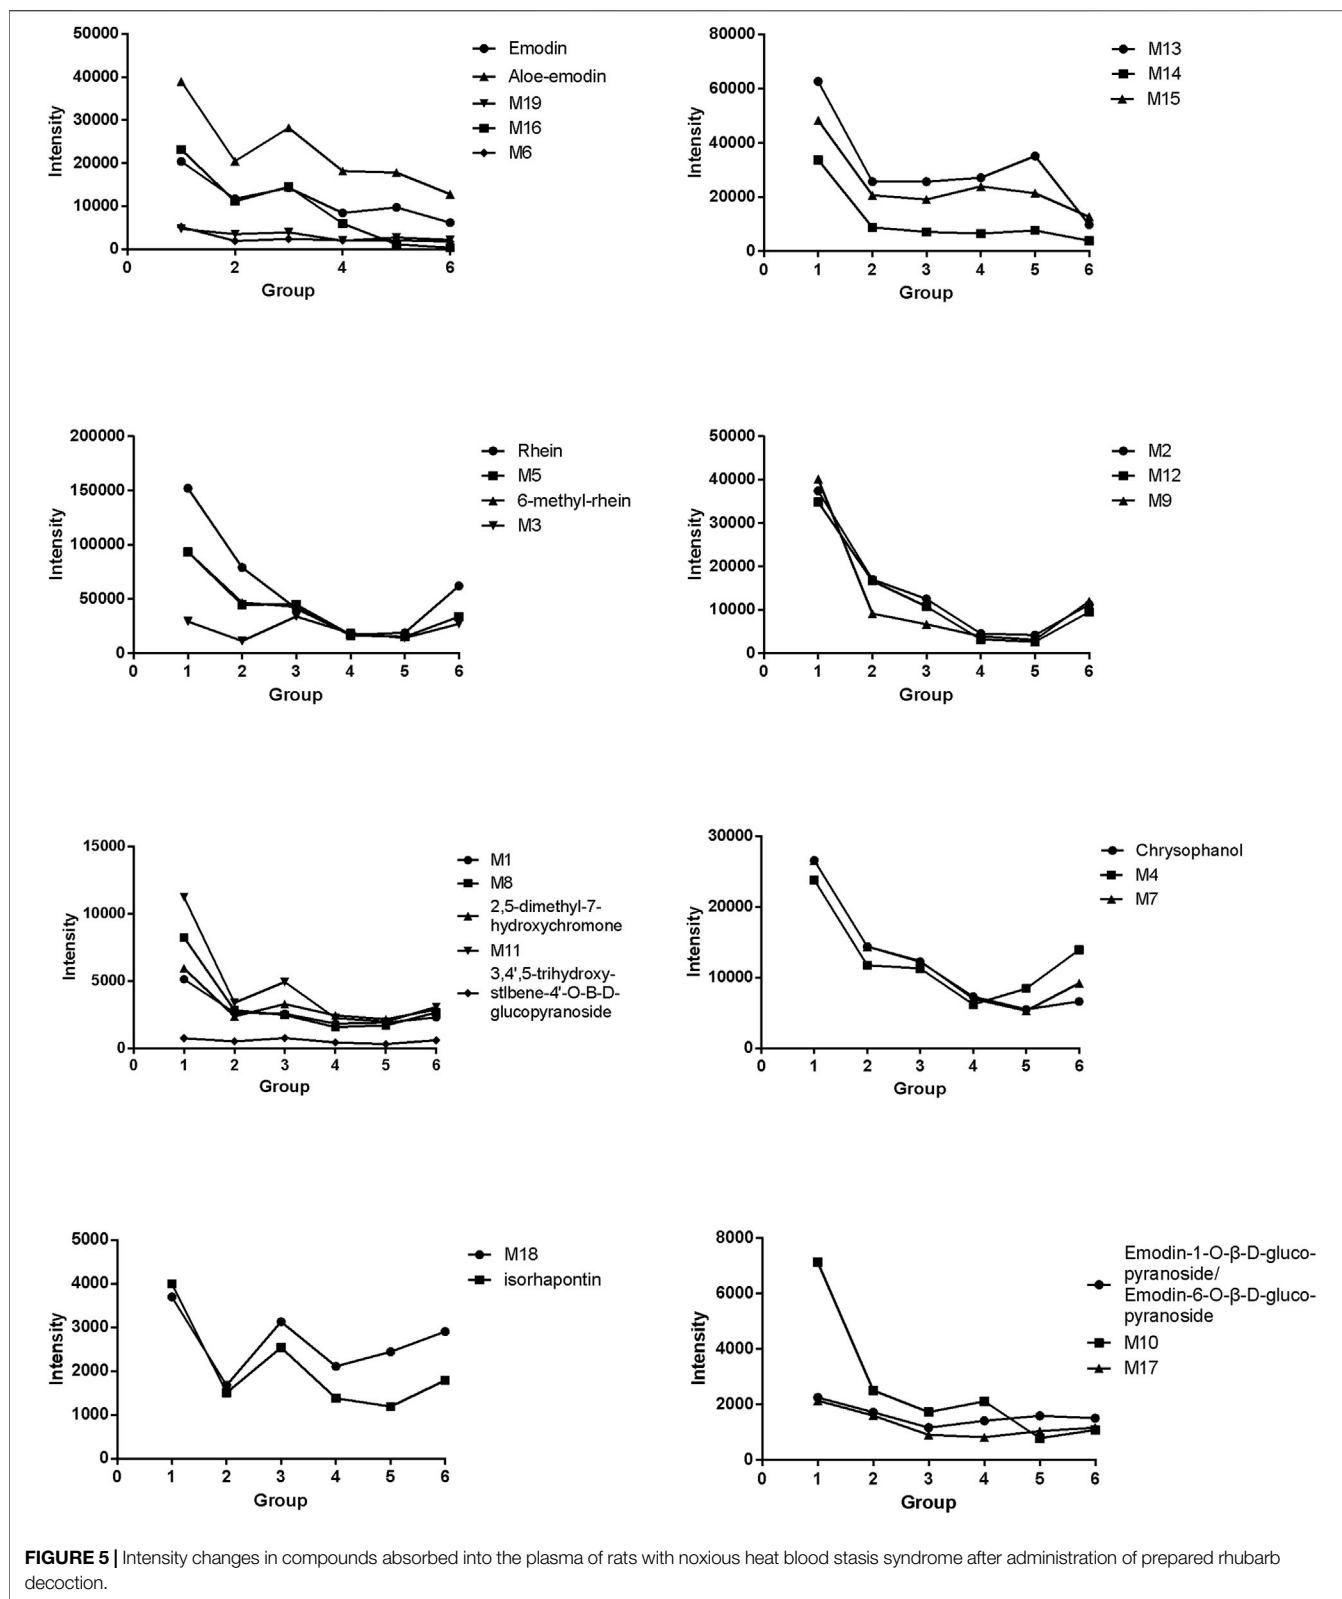 50000
40000
30000
20000
10000
0
0
2
4
6
Intensity
Group
Emodin
Aloe-emodin
M19
M16
M6
80000
60000
40000
20000
0
0
1
2
3
4
5
6
Intensity
Group
M13
M14
M15
200000
150000
100000
50000
0
0
1
2
3
4
5
6
Intensity
Group
Rhein
M5
6-methyl-rhein
M3
50000
40000
30000
20000
10000
0
0
1
2
3
4
5
6
Intensity
Group
M2
M12
M9
15000
10000
5000
0
0
1
2
3
4
5
6
Intensity
Group
M1
M8
2,5-dimethyl-7-
hydroxychromone
M11
3,4',5-trihydroxy-
stlbene-4'-O-B-D-
glucopyranoside
30000
20000
10000
0
0
1
2
3
4
5
6
Intensity
Group
Chrysophanol
M4
M7
5000
4000
3000
2000
1000
0
0
1
2
3
4
5
6
Intensity
Group
M18
isorhapontin
8000
6000
4000
2000
0
0
1
2
3
4
5
6
Intensity
Group
Emodin-1-O-β-D-gluco-
pyranoside/
Emodin-6-O-β-D-gluco-
pyranoside
M10
M17
FIGURE 5 | Intensity changes in compounds absorbed into the plasma of rats with noxious heat blood stasis syndrome after administration of prepared rhubarb
decoction.